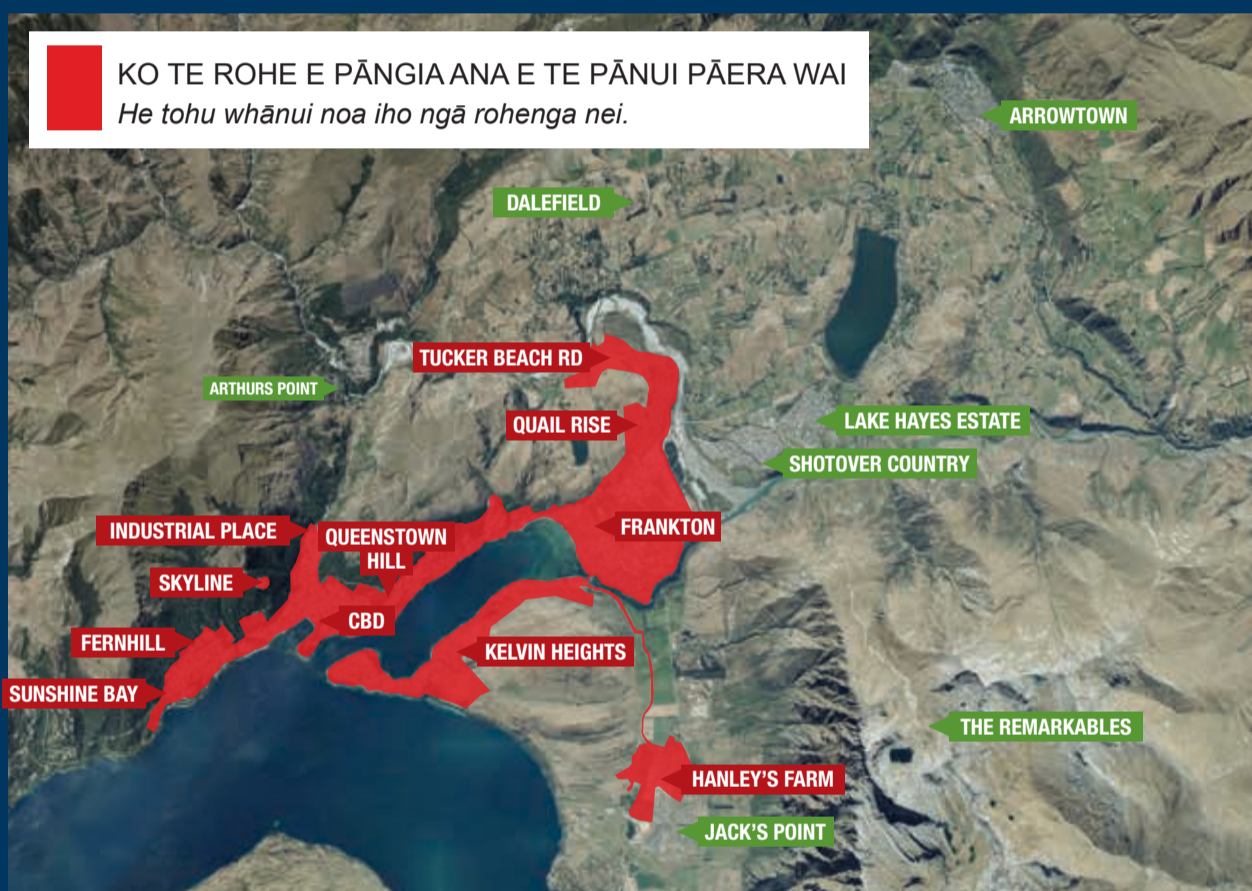 KO TE ROHE E PĀNGIA ANA E TE PĀNUI PĀERA WAI
He tohu whānui noa iho ngā rohenga nei.
ARROWTOWN
DALEFIELD
TUCKER BEACH RD
ARTHURS POINT
QUAIL RISE
LAKE HAYES ESTATE
SHOTOVER COUNTRY
INDUSTRIAL PLACE
QUEENSTOWN
HILL
FRANKTON
SKYLINE
CBD
FERNHILL
KELVIN HEIGHTS
SUNSHINE BAY
THE REMARKABLES
HANLEY'S FARM
JACK'S POINT